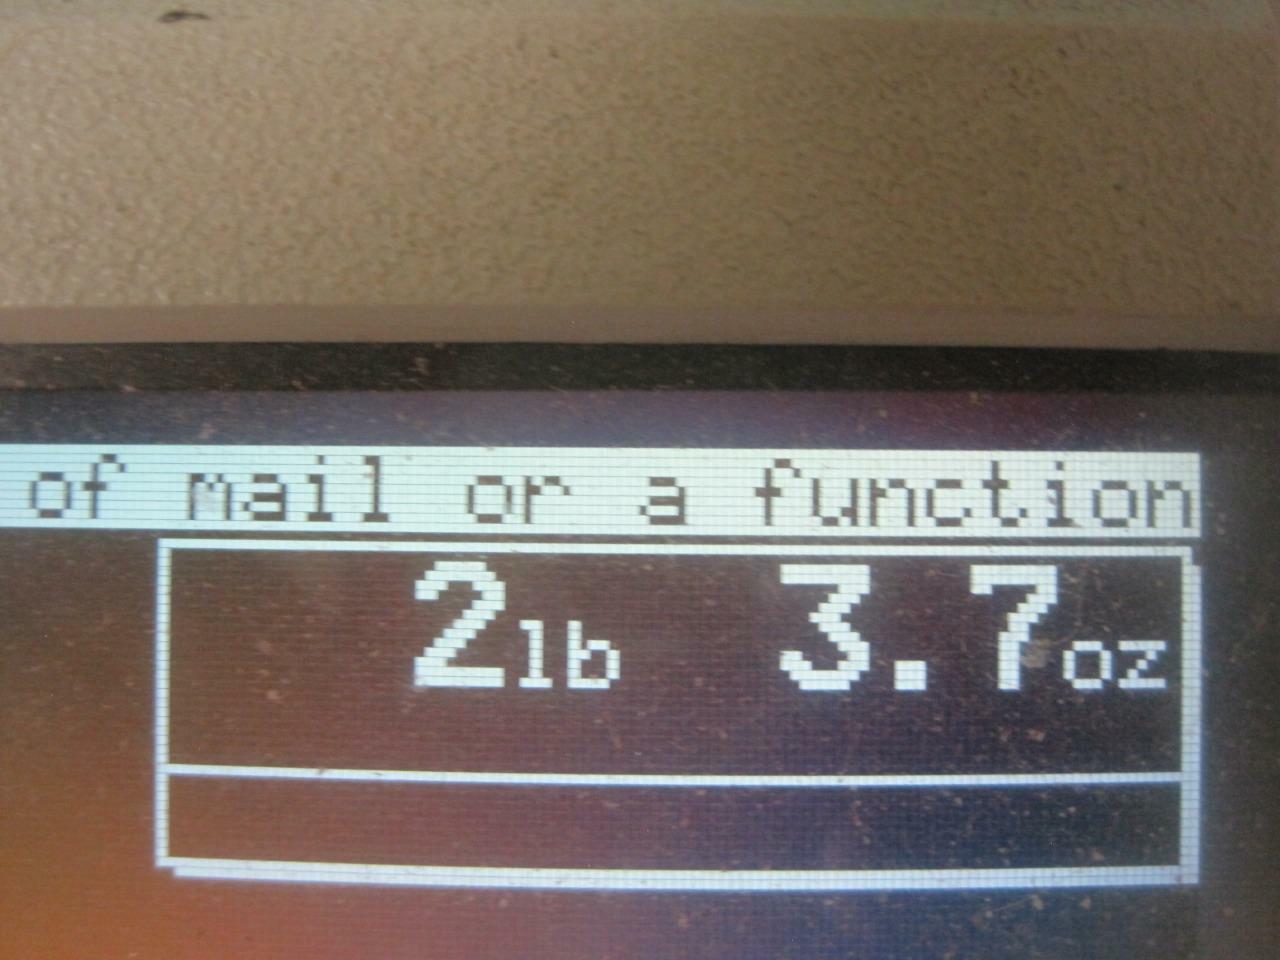 of mail or a function
2lb 3.7oz